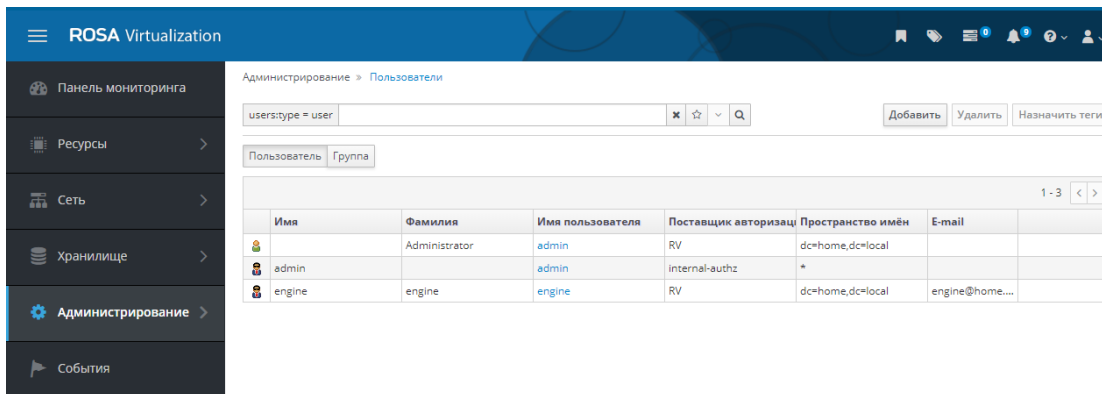 ROSA Virtualization
0
9
Панель мониторинга
Ресурсы
Сеть
Хранилище
Администрирование
События
Администрирование » Пользователи
users:type = user
Добавить Удалить Назначить теги
Пользователь Группа
1 - 3
Имя Фамилия Имя пользователя Поставщик авторизаци Пространство имён E-mail
Administrator admin RV dc=home,dc=local
admin admin internal-authz *
engine engine engine RV dc=home,dc=local engine@home....